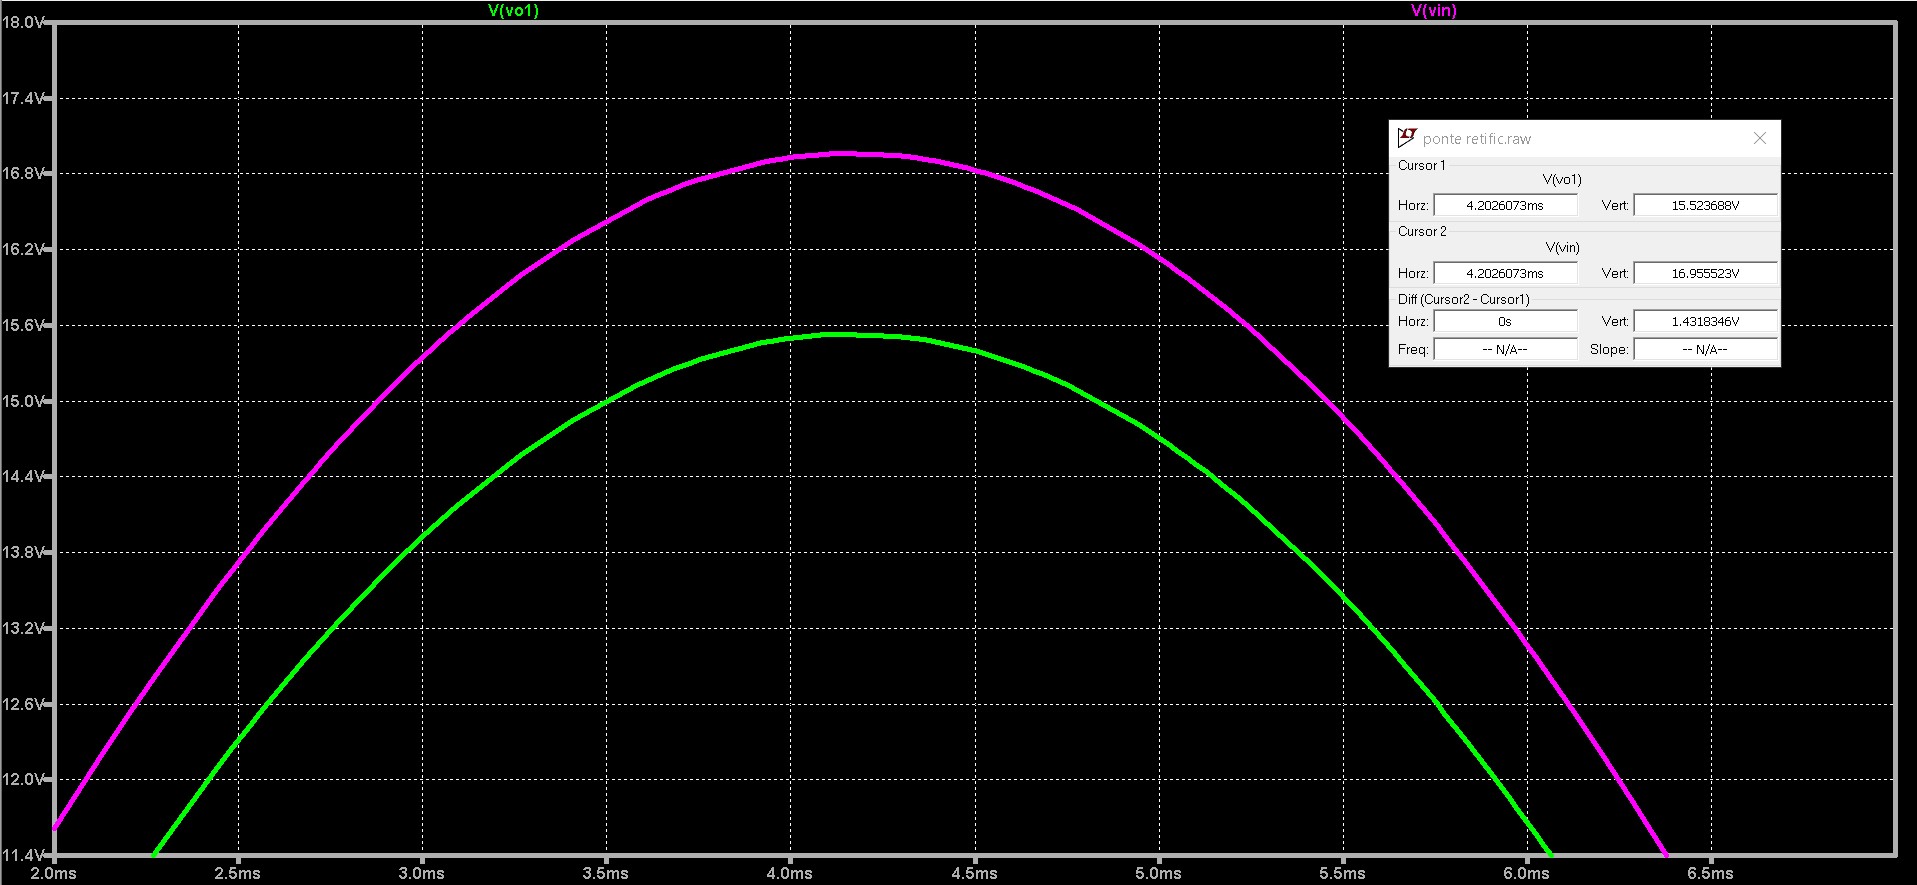 V(vo1) V(vin)
18.0V
17.4V
16.8V
16.2V
15.6V
15.0V
14.4V
13.8V
13.2V
12.6V
12.0V
11.4V
2.0ms 2.5ms 3.0ms 3.5ms 4.0ms 4.5ms 5.0ms 5.5ms 6.0ms 6.5ms
ponte retific.raw
Cursor 1
V(vo1)
Horz: 4.2026073ms Vert: 15.523688V
Cursor 2
V(vin)
Horz: 4.2026073ms Vert: 16.955523V
Diff (Cursor2 - Cursor1)
Horz: 0s Vert: 1.4318346V
Freq: -- N/A-- Slope: -- N/A--